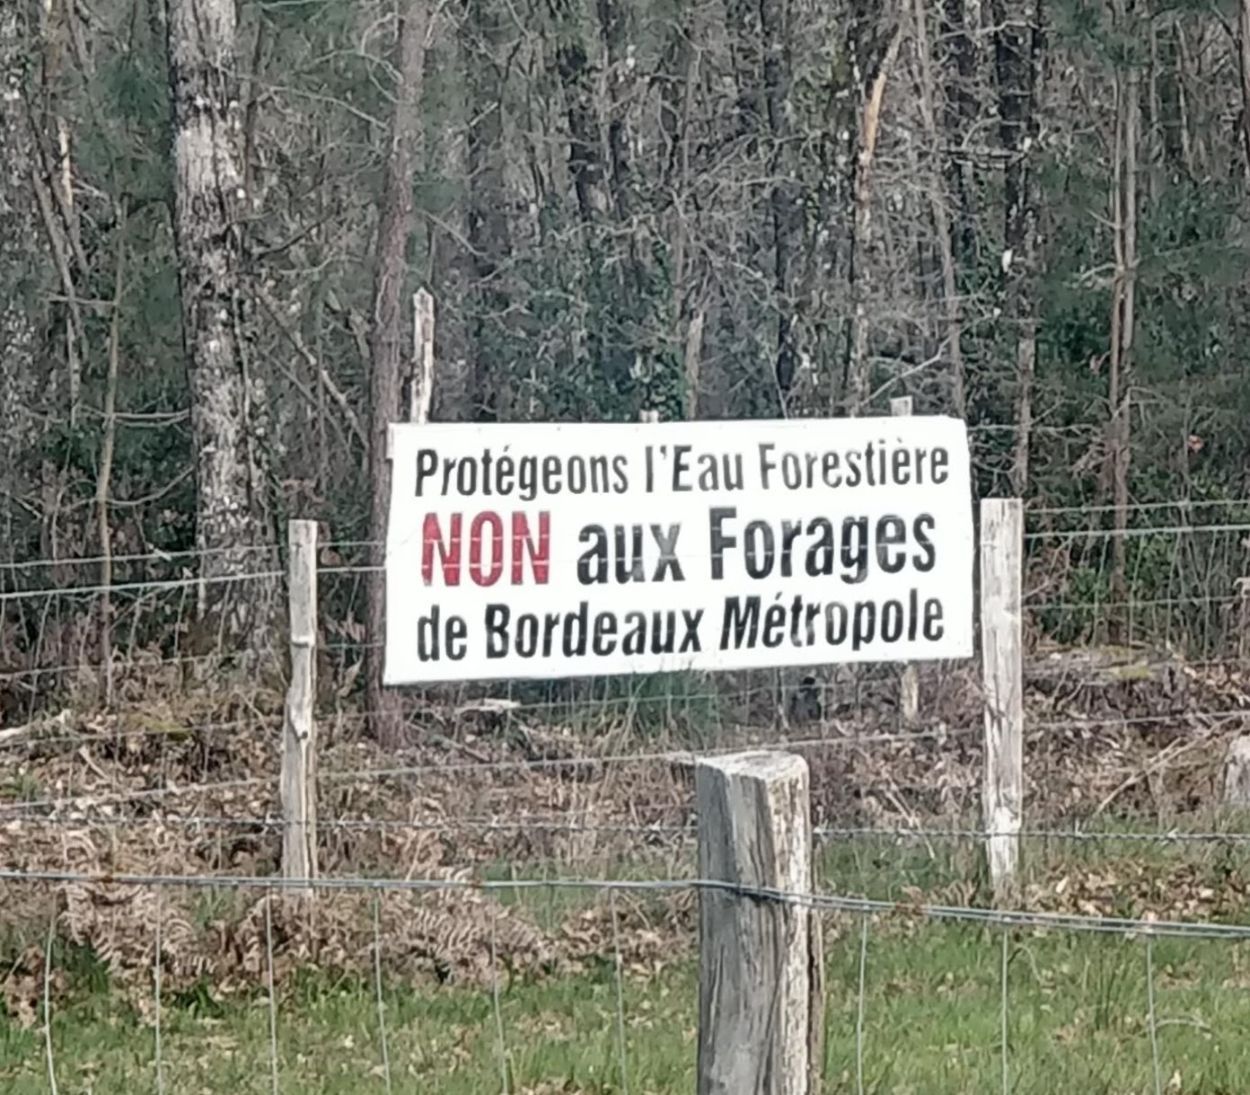 Protégeons l'Eau Forestière
NON aux Forages
de Bordeaux Métropole